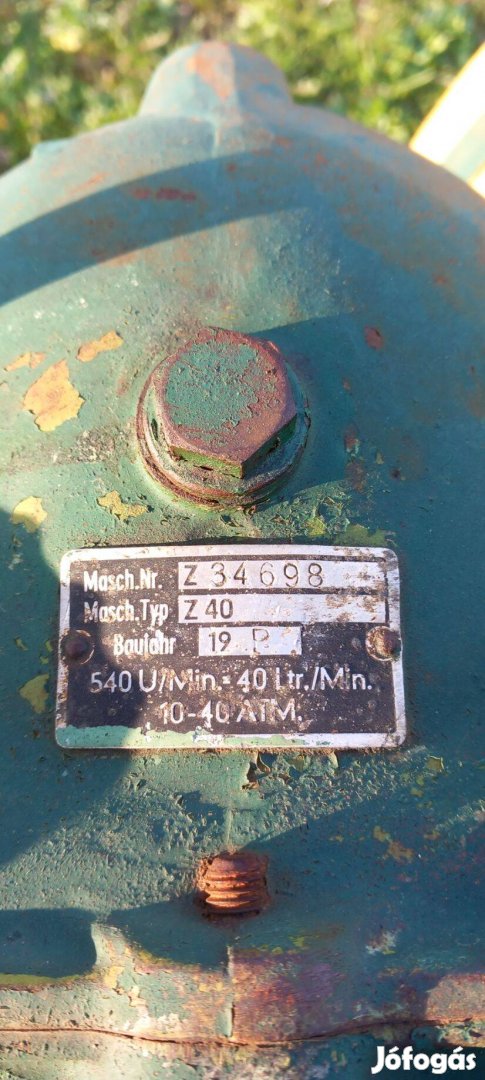 Masch.Nr. Z 34698
Masch.Typ Z 40
Baujahr 19
540 U/Min.= 40 Ltr./Min.
10-40 ATM.
Jófogás